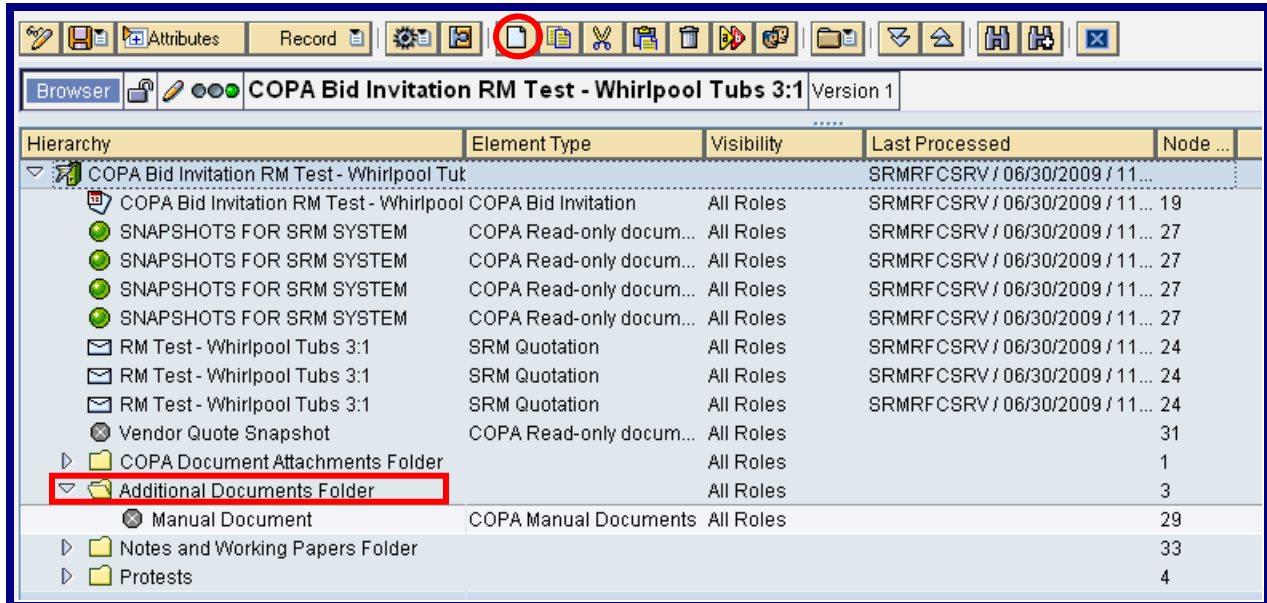 Attributes Record
Browser COPA Bid Invitation RM Test - Whirlpool Tubs 3:1 Version 1
Hierarchy Element Type Visibility Last Processed Node ...
COPA Bid Invitation RM Test - Whirlpool Tub SRMRFCSRV / 06/30/2009 / 11...
COPA Bid Invitation RM Test - Whirlpool COPA Bid Invitation All Roles SRMRFCSRV / 06/30/2009 / 11... 19
SNAPSHOTS FOR SRM SYSTEM COPA Read-only docum... All Roles SRMRFCSRV / 06/30/2009 / 11... 27
SNAPSHOTS FOR SRM SYSTEM COPA Read-only docum... All Roles SRMRFCSRV / 06/30/2009 / 11... 27
SNAPSHOTS FOR SRM SYSTEM COPA Read-only docum... All Roles SRMRFCSRV / 06/30/2009 / 11... 27
SNAPSHOTS FOR SRM SYSTEM COPA Read-only docum... All Roles SRMRFCSRV / 06/30/2009 / 11... 27
RM Test - Whirlpool Tubs 3:1 SRM Quotation All Roles SRMRFCSRV / 06/30/2009 / 11... 24
RM Test - Whirlpool Tubs 3:1 SRM Quotation All Roles SRMRFCSRV / 06/30/2009 / 11... 24
RM Test - Whirlpool Tubs 3:1 SRM Quotation All Roles SRMRFCSRV / 06/30/2009 / 11... 24
Vendor Quote Snapshot COPA Read-only docum... All Roles 31
COPA Document Attachments Folder All Roles 1
Additional Documents Folder All Roles 3
Manual Document COPA Manual Documents All Roles 29
Notes and Working Papers Folder 33
Protests 4